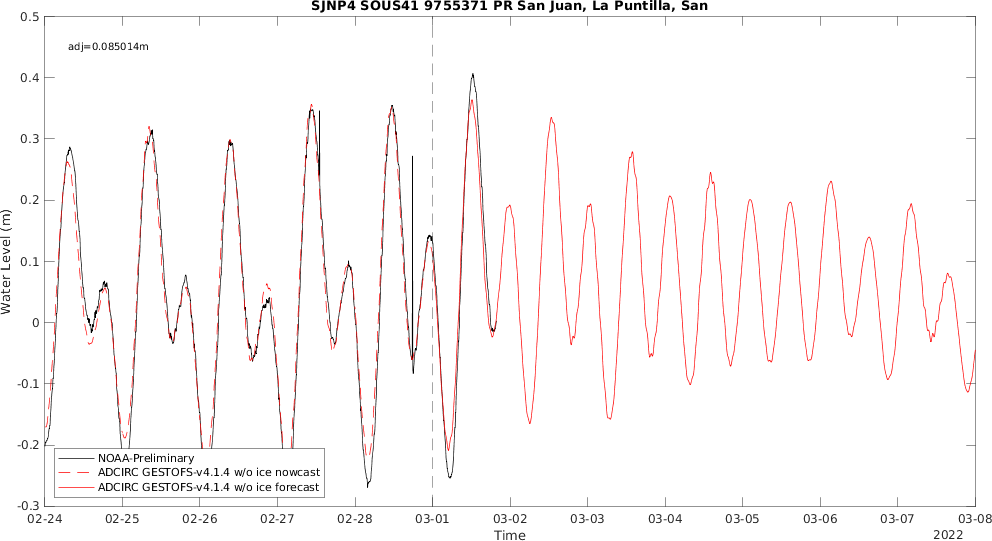 SJNP4 SOUS41 9755371 PR San Juan, La Puntilla, San
0.5
adj=0.085014m
0.4
0.3
0.2
0.1
0
-0.1
-0.2
-0.3
Water Level (m)
NOAA-Preliminary
ADCIRC GESTOFS-v4.1.4 w/o ice nowcast
ADCIRC GESTOFS-v4.1.4 w/o ice forecast
02-24 02-25 02-26 02-27 02-28 03-01 03-02 03-03 03-04 03-05 03-06 03-07 03-08
Time
2022